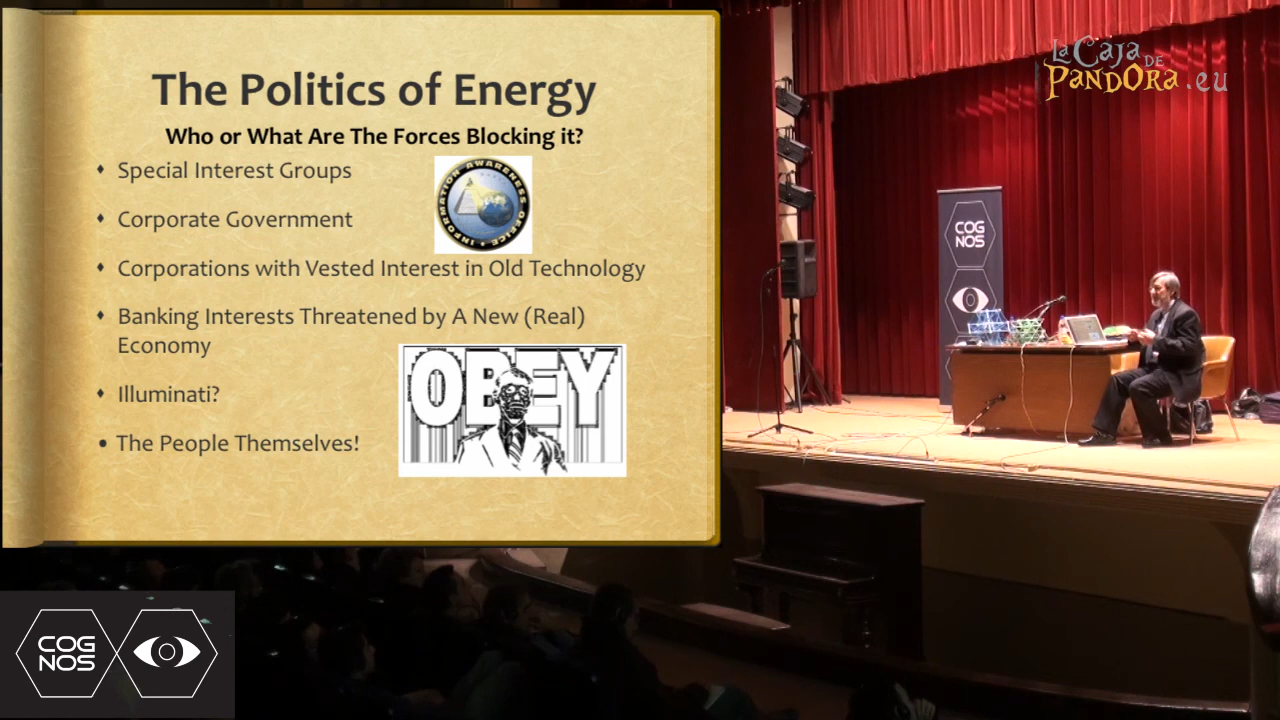 The Politics of Energy
Who or What Are The Forces Blocking it?
♦ Special Interest Groups
♦ Corporate Government
♦ Corporations with Vested Interest in Old Technology
♦ Banking Interests Threatened by A New (Real)
Economy
♦ Illuminati?
• The People Themselves!
INFORMATION AWARENESS OFFICE
OBEY
La Caja
DE
PANDORA.eu
COG
NOS
COG
NOS